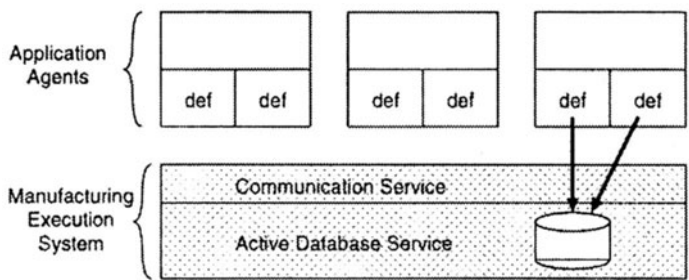 Application
Agents
def def def def def def
Manufacturing
Execution
System
Communication Service
Active Database Service